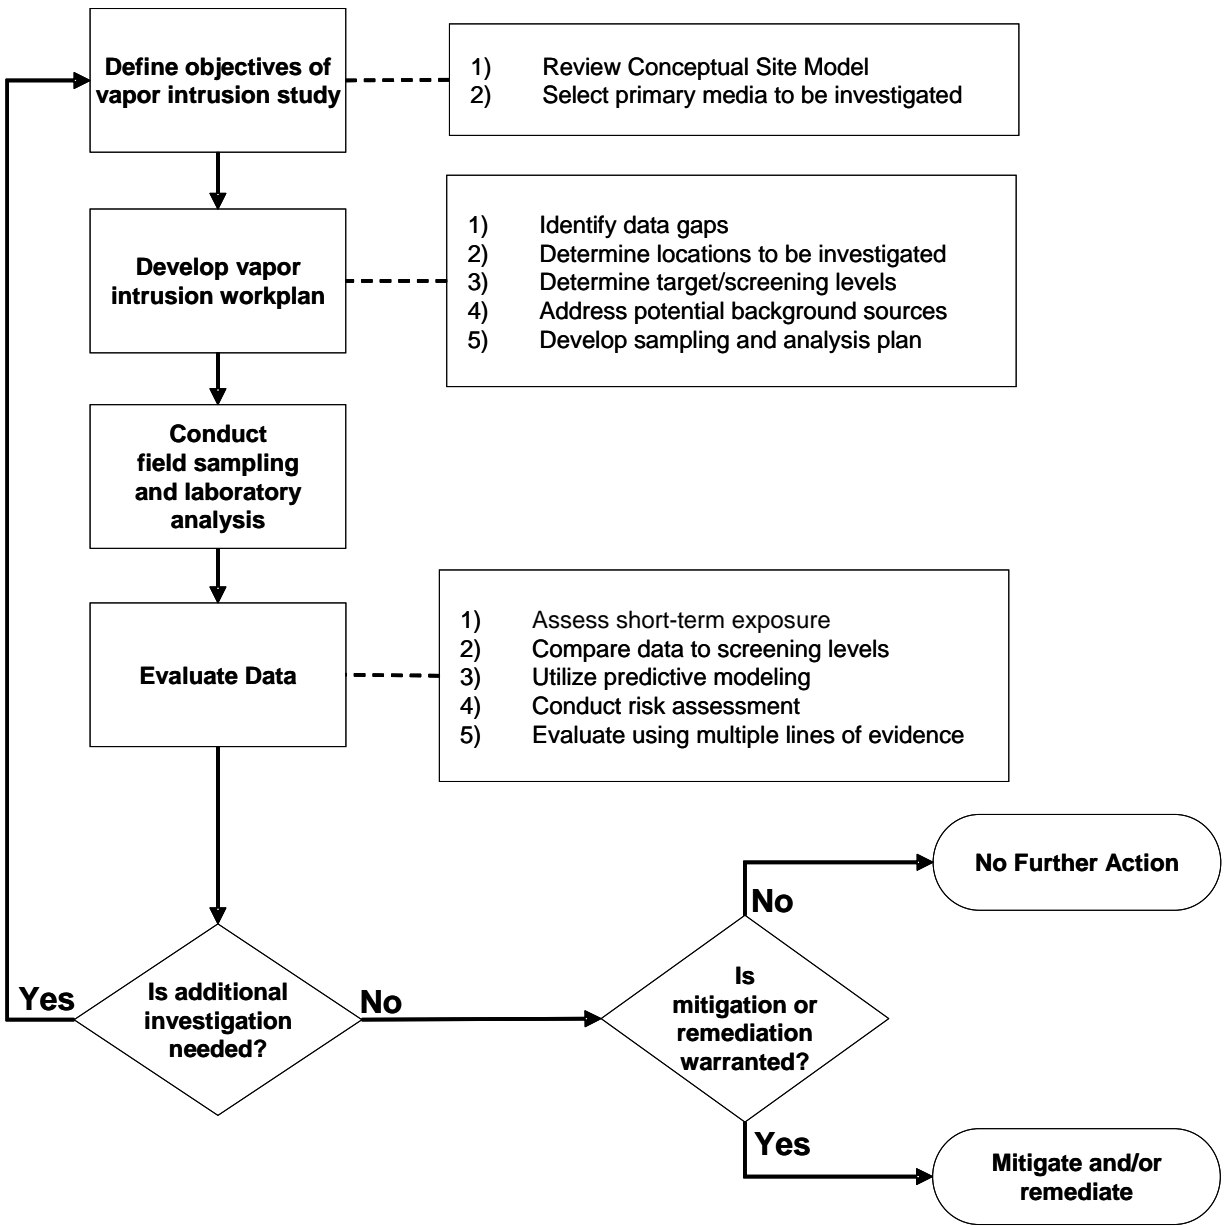 Define objectives of
vapor intrusion study
1) Review Conceptual Site Model
2) Select primary media to be investigated
Develop vapor
intrusion workplan
1) Identify data gaps
2) Determine locations to be investigated
3) Determine target/screening levels
4) Address potential background sources
5) Develop sampling and analysis plan
Conduct
field sampling
and laboratory
analysis
Evaluate Data
1) Assess short-term exposure
2) Compare data to screening levels
3) Utilize predictive modeling
4) Conduct risk assessment
5) Evaluate using multiple lines of evidence
Yes
Is additional
investigation
needed?
No
Is
mitigation or
remediation
warranted?
No
No Further Action
Yes
Mitigate and/or
remediate